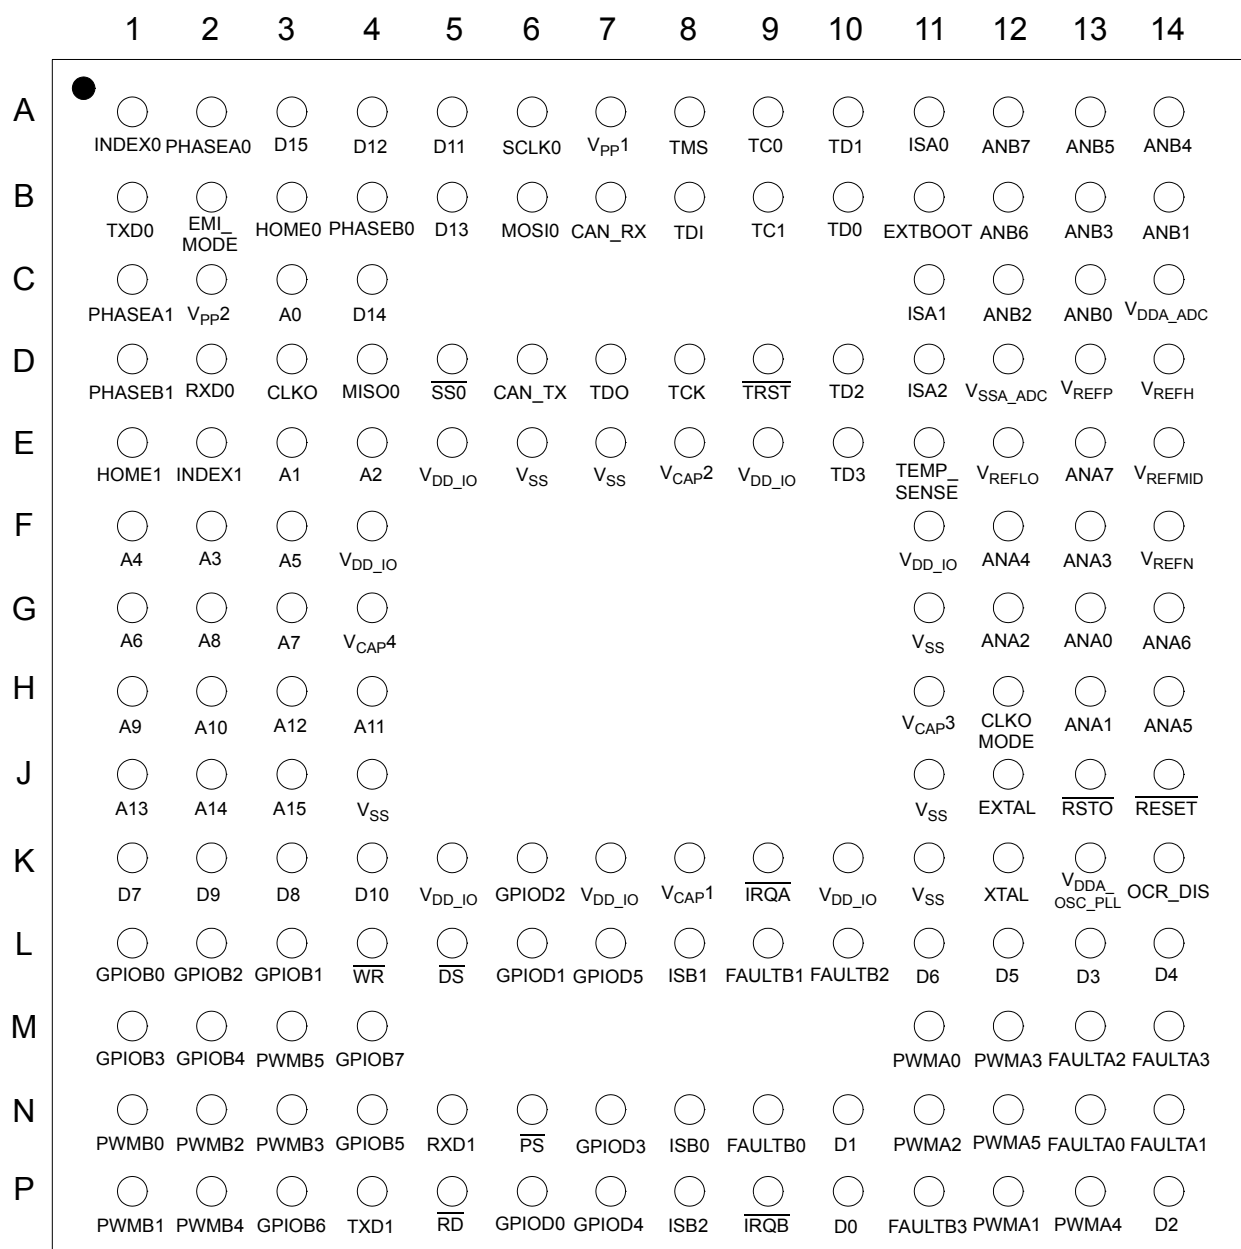 1 2 3 4 5 6 7 8 9 10 11 12 13 14
A
INDEX0 PHASEA0 D15 D12 D11 SCLK0 VPP1 TMS TC0 TD1 ISA0 ANB7 ANB5 ANB4
B
TXD0 EMI_ HOME0 PHASEB0 D13 MOSI0 CAN_RX TDI TC1 TD0 EXTBOOT ANB6 ANB3 ANB1
MODE
C
PHASEA1 VPP2 A0 D14 ISA1 ANB2 ANB0 VDDA_ADC
D
PHASEB1 RXD0 CLKO MISO0 SS0 CAN_TX TDO TCK TRST TD2 ISA2 VSSA_ADC VREFP VREFH
E
HOME1 INDEX1 A1 A2 VDD_IO VSS VSS VCAP2 VDD_IO TD3 TEMP_ VREFLO ANA7 VREFMID
SENSE
F
A4 A3 A5 VDD_IO VDD_IO ANA4 ANA3 VREFN
G
A6 A8 A7 VCAP4 VSS ANA2 ANA0 ANA6
H
A9 A10 A12 A11 VCAP3 CLKO ANA1 ANA5
MODE
J
A13 A14 A15 VSS VSS EXTAL RSTO RESET
K
D7 D9 D8 D10 VDD_IO GPIOD2 VDD_IO VCAP1 IRQA VDD_IO VSS XTAL VDDA_ OCR_DIS
OSC_PLL
L
GPIOB0 GPIOB2 GPIOB1 WR DS GPIOD1 GPIOD5 ISB1 FAULTB1 FAULTB2 D6 D5 D3 D4
M
GPIOB3 GPIOB4 PWMB5 GPIOB7 PWMA0 PWMA3 FAULTA2 FAULTA3
N
PWMB0 PWMB2 PWMB3 GPIOB5 RXD1 PS GPIOD3 ISB0 FAULTB0 D1 PWMA2 PWMA5 FAULTA0 FAULTA1
P
PWMB1 PWMB4 GPIOB6 TXD1 RD GPIOD0 GPIOD4 ISB2 IRQB D0 FAULTB3 PWMA1 PWMA4 D2